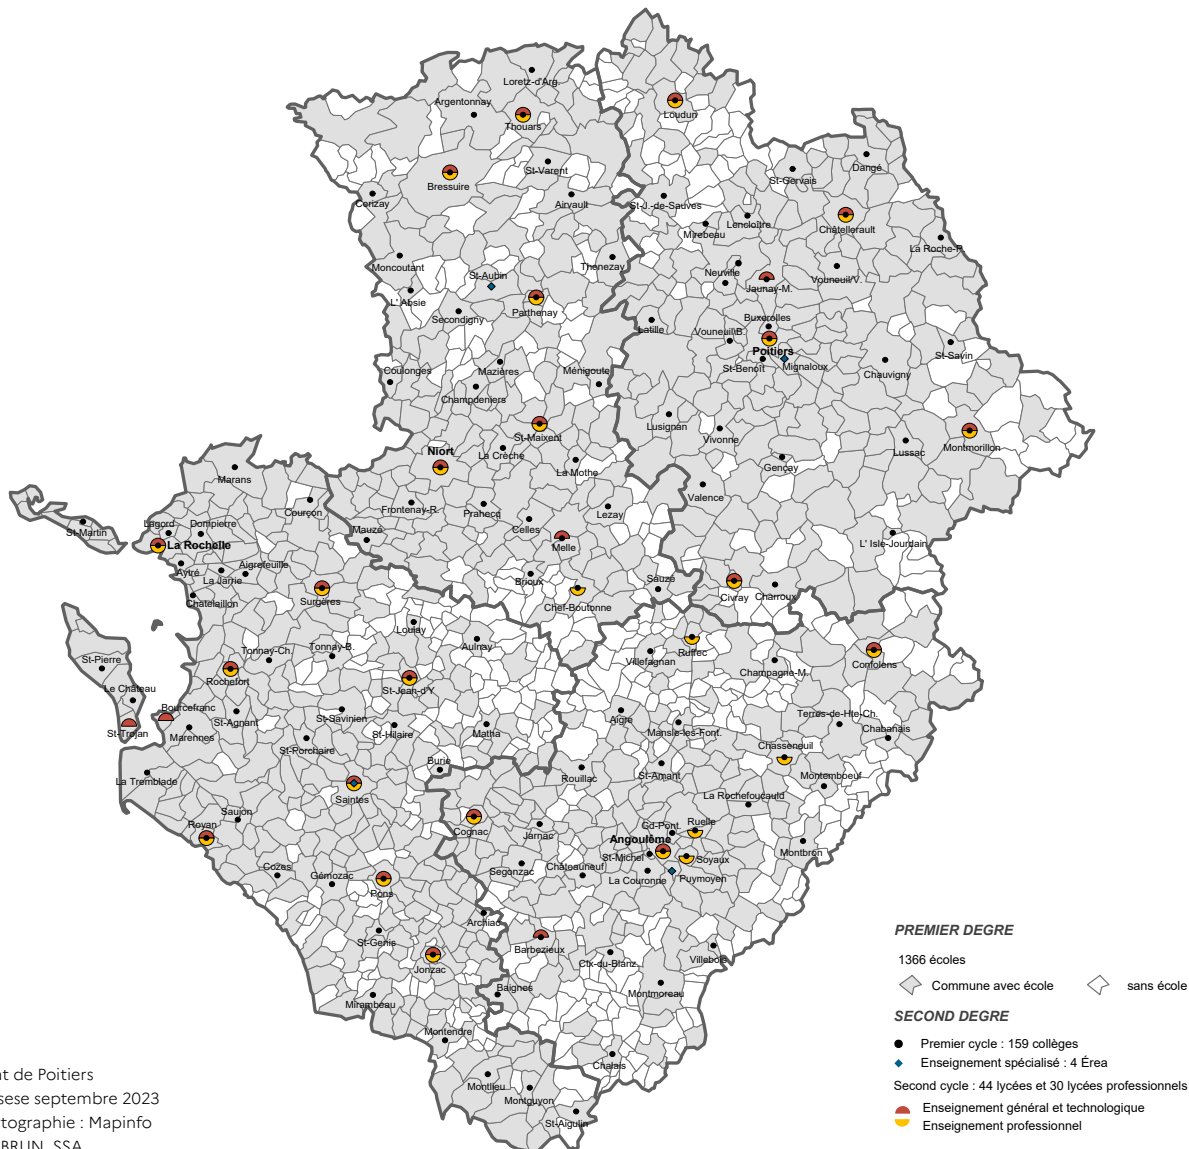 Loretz-d'Arg.
Argentonnay
Thouars
Loudun
St-Varent
Bressuire
Cerizay
Airvault
St-Gervais
Dangé
St-J.-de-Sauves
Lencloître
Mirebeau
Châtellerault
La Roche-P.
Moncoutant
St-Aubin
Thenezay
Neuville
Jaunay-M.
Vouneuil/V.
L' Absie
Secondigny
Parthenay
Latille
Buxerolles
Vouneuil/B.
Poitiers
St-Benoît
Mignaloux
St-Savin
Chauvigny
Coulonges
Mazières
Ménigoute
Champdeniers
St-Maixent
Lusignan
Vivonne
Lussac
Montmorillon
Niort
La Crèche
La Mothe
Gençay
Marans
Valence
Courçon
Frontenay-R.
Prahecq
Lezay
St-Martin
Lagord
Dompierre
Mauzé
Celles
La Rochelle
Melle
L' Isle-Jourdain
Aytré
La Jarrie
Aigrefeuille
Brioux
Sauzé
Châtelaillon
Surgères
Chef-Boutonne
Civray
Charroux
Loulay
Aulnay
Ruffec
Villefagnan
Confolens
St-Pierre
Tonnay-Ch.
Tonnay-B.
Champagne-M.
Rochefort
St-Jean-d'Y.
Le Château
Bourcefranc
St-Agnant
St-Savinien
Aigre
Terres-de-Hte-Ch.
St-Trojan
Marennes
St-Hilaire
Matha
Mansle-les-Font.
Chabanais
St-Porchaire
Chasseneuil
La Tremblade
Burie
Rouillac
St-Amant
Montemboeuf
Saintes
La Rochefoucauld
Saujon
Royan
Cognac
Jarnac
Gd-Pont.
Ruelle
Angoulême
St-Michel
Soyaux
Montbron
Cozes
Gémozac
Pons
Segonzac
Châteauneuf
La Couronne
Puymoyen
Archiac
St-Genis
Barbezieux
Jonzac
Villebois
Baignes
Montmoreau
Mirambeau
Montendre
Chalais
Montlieu
Montguyon
St-Aigulin
PREMIER DEGRE
1366 écoles
Commune avec école sans école
SECOND DEGRE
Premier cycle : 159 collèges
Enseignement spécialisé : 4 Érea
Second cycle : 44 lycées et 30 lycées professionnels
Enseignement général et technologique
Enseignement professionnel
nt de Poitiers
sese septembre 2023
tographie : Mapinfo
BRUN, SSA